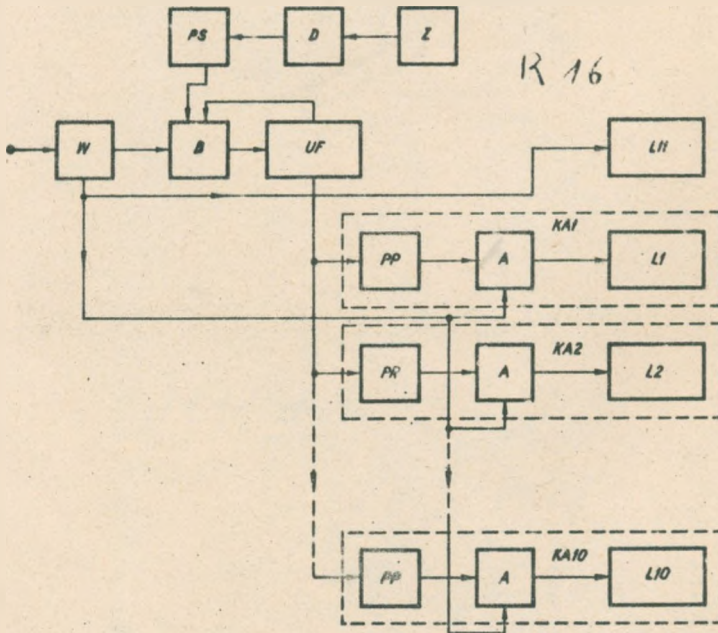 PS D Z
R 16
W B UF L11
KA1
PP A L1
KA2
PR A L2
KA10
PP A L10